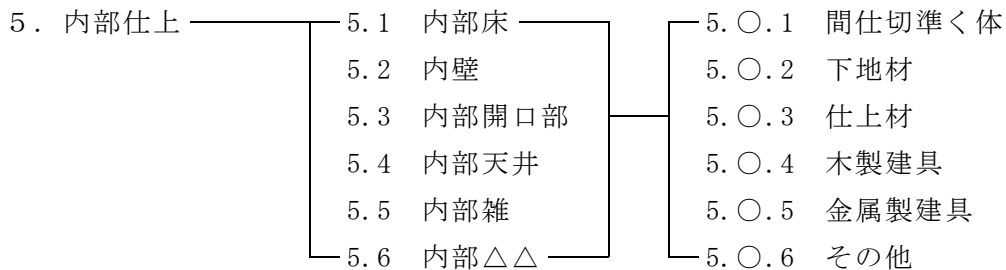 5. 内部仕上 5.1 内部床 5.○.1 間仕切準く体
5.2 内壁 5.○.2 下地材
5.3 内部開口部 5.○.3 仕上材
5.4 内部天井 5.○.4 木製建具
5.5 内部雑 5.○.5 金属製建具
5.6 内部△△ 5.○.6 その他